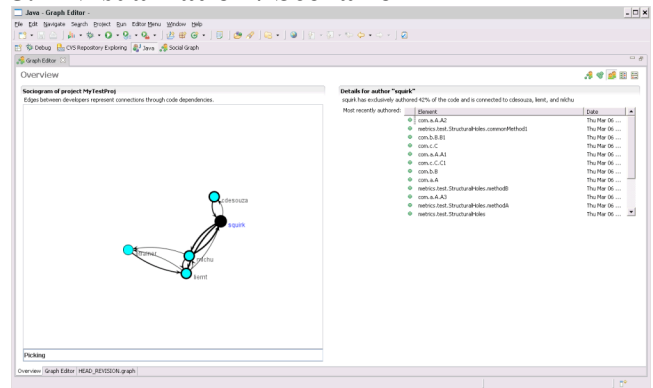 Java - Graph Editor -
File Edit Navigate Search Project Run Editor Menu Window Help
Debug CVS Repository Exploring Java Social Graph
Graph Editor
Overview
Sociogram of project MyTestProj
Edges between developers represent connections through code dependencies.
cdesouza
squirk
michu
liemt
Picking
Details for author "squirk"
squirk has exclusively authored 42% of the code and is connected to cdesouza, liemt, and michu
Most recently authored:
Element Date
com.a.A.A2 Thu Mar 06 ...
metrics.test.StructuralHoles.commonMethod1 Thu Mar 06 ...
com.b.B.B1 Thu Mar 06 ...
com.c.C Thu Mar 06 ...
com.a.A.A1 Thu Mar 06 ...
com.c.C.C1 Thu Mar 06 ...
com.b.B Thu Mar 06 ...
com.a.A Thu Mar 06 ...
metrics.test.StructuralHoles.methodB Thu Mar 06 ...
com.a.A.A3 Thu Mar 06 ...
metrics.test.StructuralHoles.methodA Thu Mar 06 ...
metrics.test.StructuralHoles Thu Mar 06 ...
Overview Graph Editor HEAD_REVISION.graph